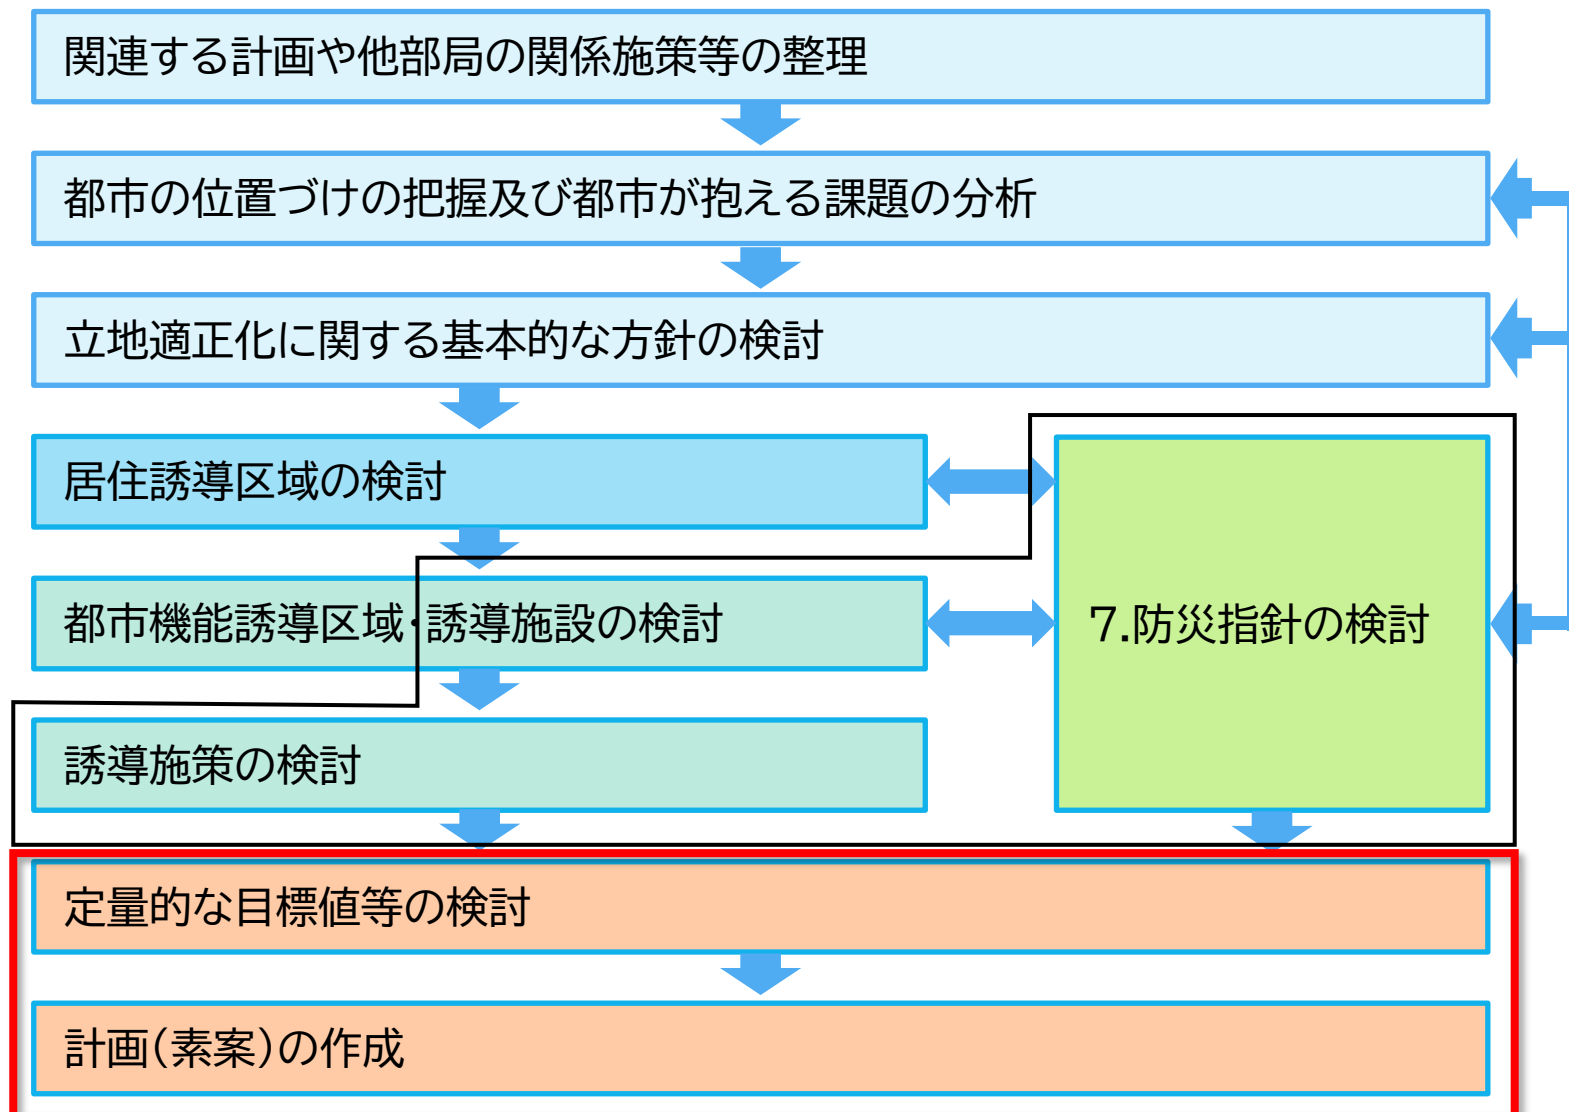 関連する計画や他部局の関係施策等の整理
都市の位置づけの把握及び都市が抱える課題の分析
立地適正化に関する基本的な方針の検討
居住誘導区域の検討
都市機能誘導区域・誘導施設の検討
7.防災指針の検討
誘導施策の検討
定量的な目標値等の検討
計画(素案)の作成